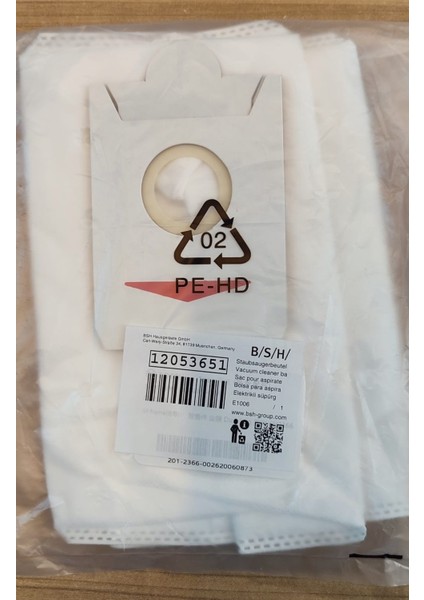 02
PE-HD
BSH Hausgeräte GmbH
Carl-Wery-Straße 34, 81739 Muenchen, Germany
12053651
B/S/H/
Staubsaugerbeutel
Vacuum cleaner ba
Sac pour aspirate
Bolsa para aspira
Elektrikli süpürg
E1006 / 1
www.bsh-group.com
201-2366-002620060873